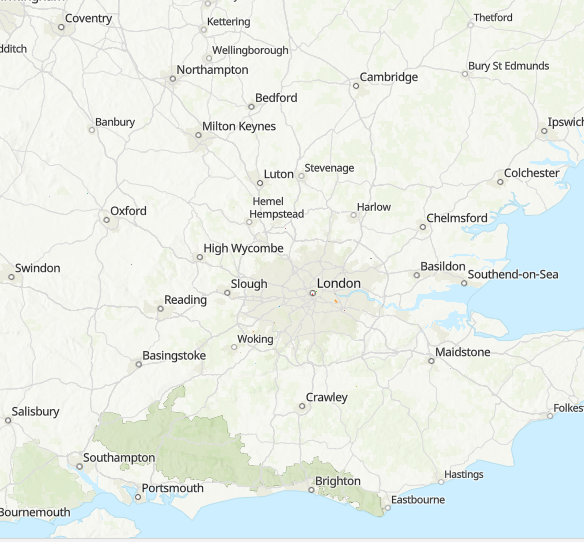 Coventry
Thetford
Kettering
Wellingborough
Bury St Edmunds
Northampton
Cambridge
Bedford
Banbury
Milton Keynes
Ipswich
Luton
Stevenage
Colchester
Hemel
Hempstead
Harlow
Oxford
Chelmsford
High Wycombe
Swindon
Basildon
Southend-on-Sea
Slough
London
Reading
Woking
Basingstoke
Maidstone
Crawley
Salisbury
Folkes
Southampton
Hastings
Brighton
Portsmouth
Eastbourne
Bournemouth